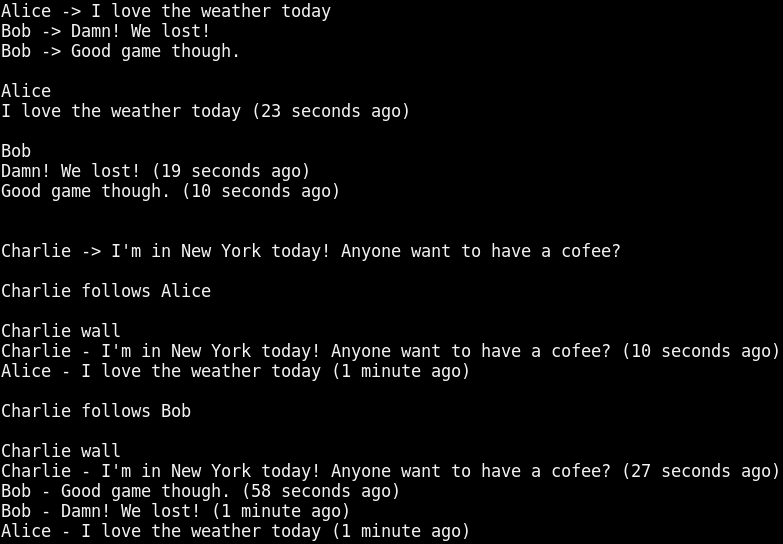 Alice -> I love the weather today
Bob -> Damn! We lost!
Bob -> Good game though.
Alice
I love the weather today (23 seconds ago)
Bob
Damn! We lost! (19 seconds ago)
Good game though. (10 seconds ago)
Charlie -> I'm in New York today! Anyone want to have a cofee?
Charlie follows Alice
Charlie wall
Charlie - I'm in New York today! Anyone want to have a cofee? (10 seconds ago)
Alice - I love the weather today (1 minute ago)
Charlie follows Bob
Charlie wall
Charlie - I'm in New York today! Anyone want to have a cofee? (27 seconds ago)
Bob - Good game though. (58 seconds ago)
Bob - Damn! We lost! (1 minute ago)
Alice - I love the weather today (1 minute ago)